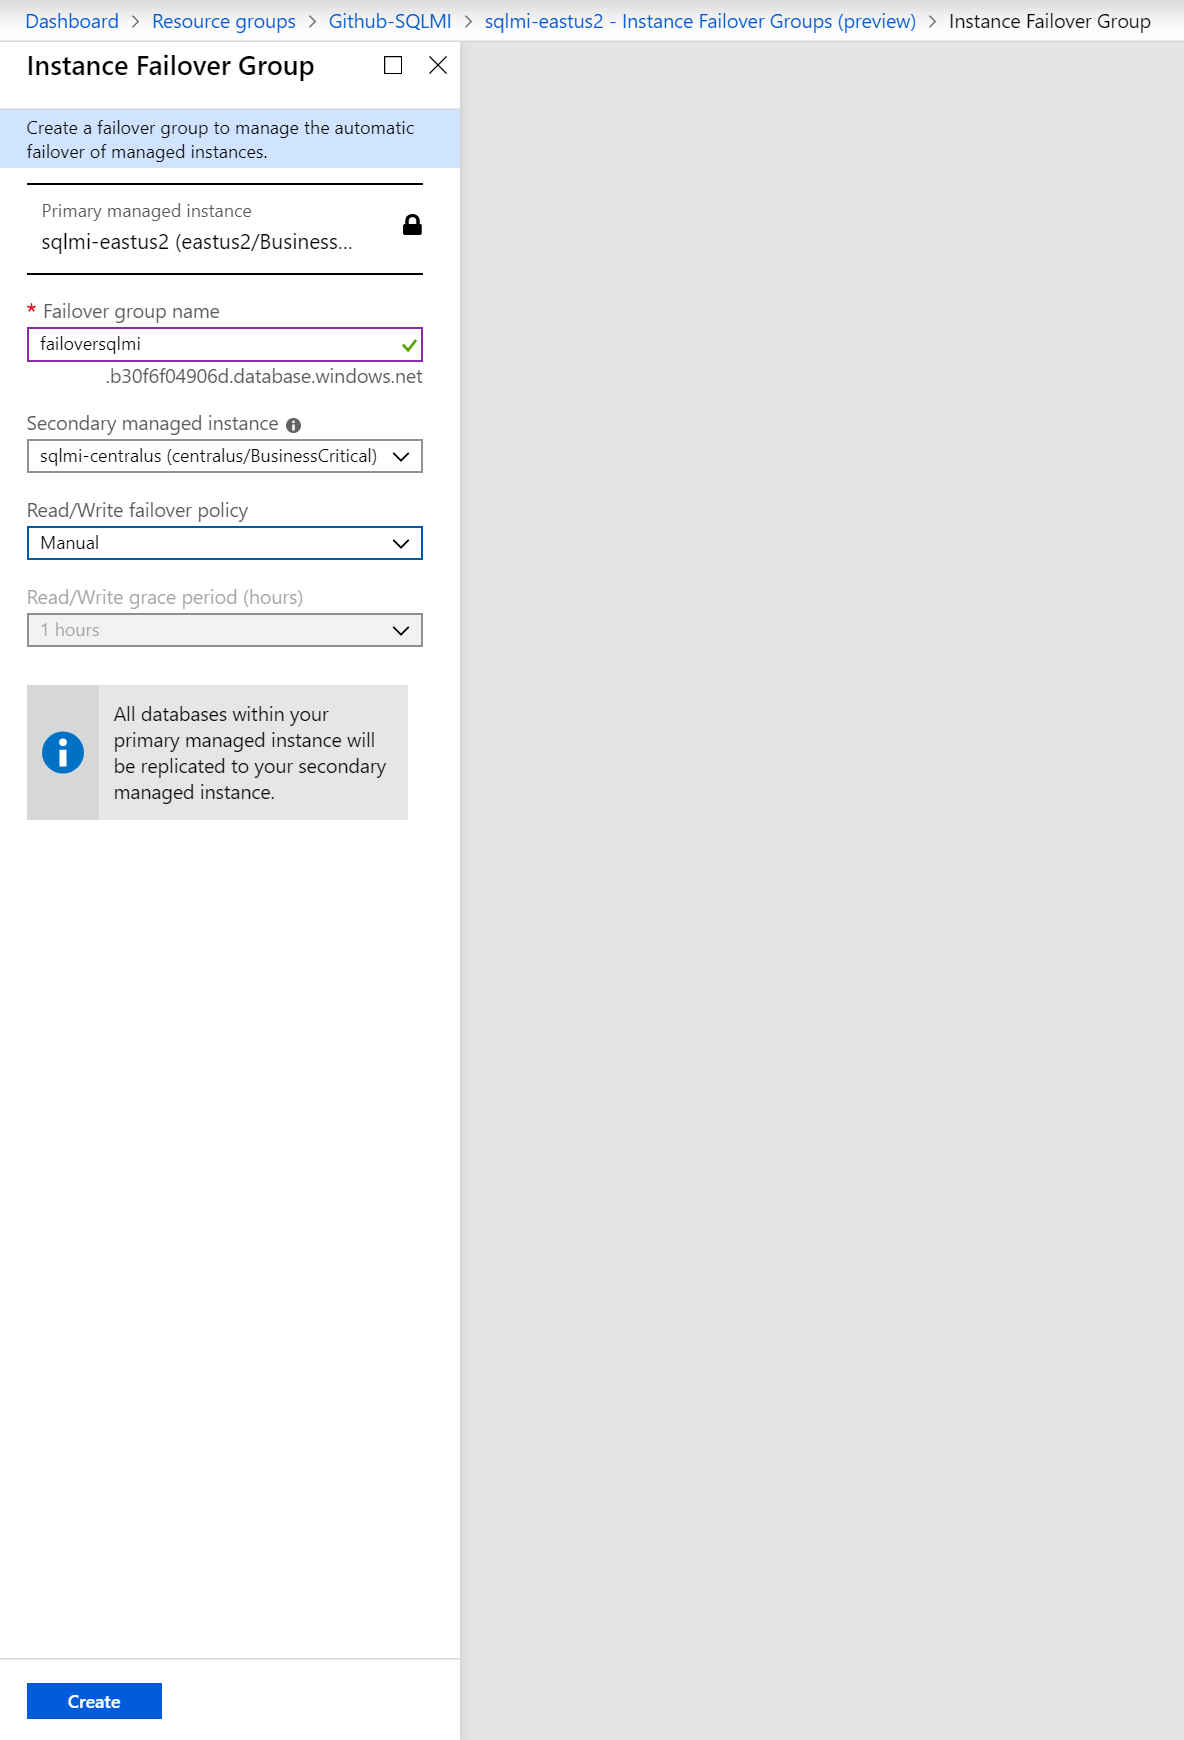 Dashboard > Resource groups > Github-SQLMI > sqlmi-eastus2 - Instance Failover Groups (preview) > Instance Failover Group
Instance Failover Group
Create a failover group to manage the automatic
failover of managed instances.
Primary managed instance
sqlmi-eastus2 (eastus2/Business...
* Failover group name
failoversqlmi
.b30f6f04906d.database.windows.net
Secondary managed instance
sqlmi-centralus (centralus/BusinessCritical)
Read/Write failover policy
Manual
Read/Write grace period (hours)
1 hours
All databases within your
primary managed instance will
be replicated to your secondary
managed instance.
Create